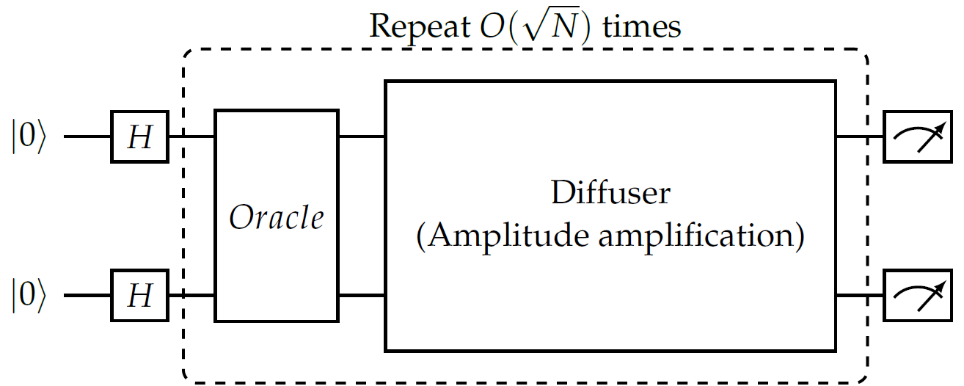 Repeat O(√N) times
|0⟩ H
Oracle
Diffuser
(Amplitude amplification)
|0⟩ H